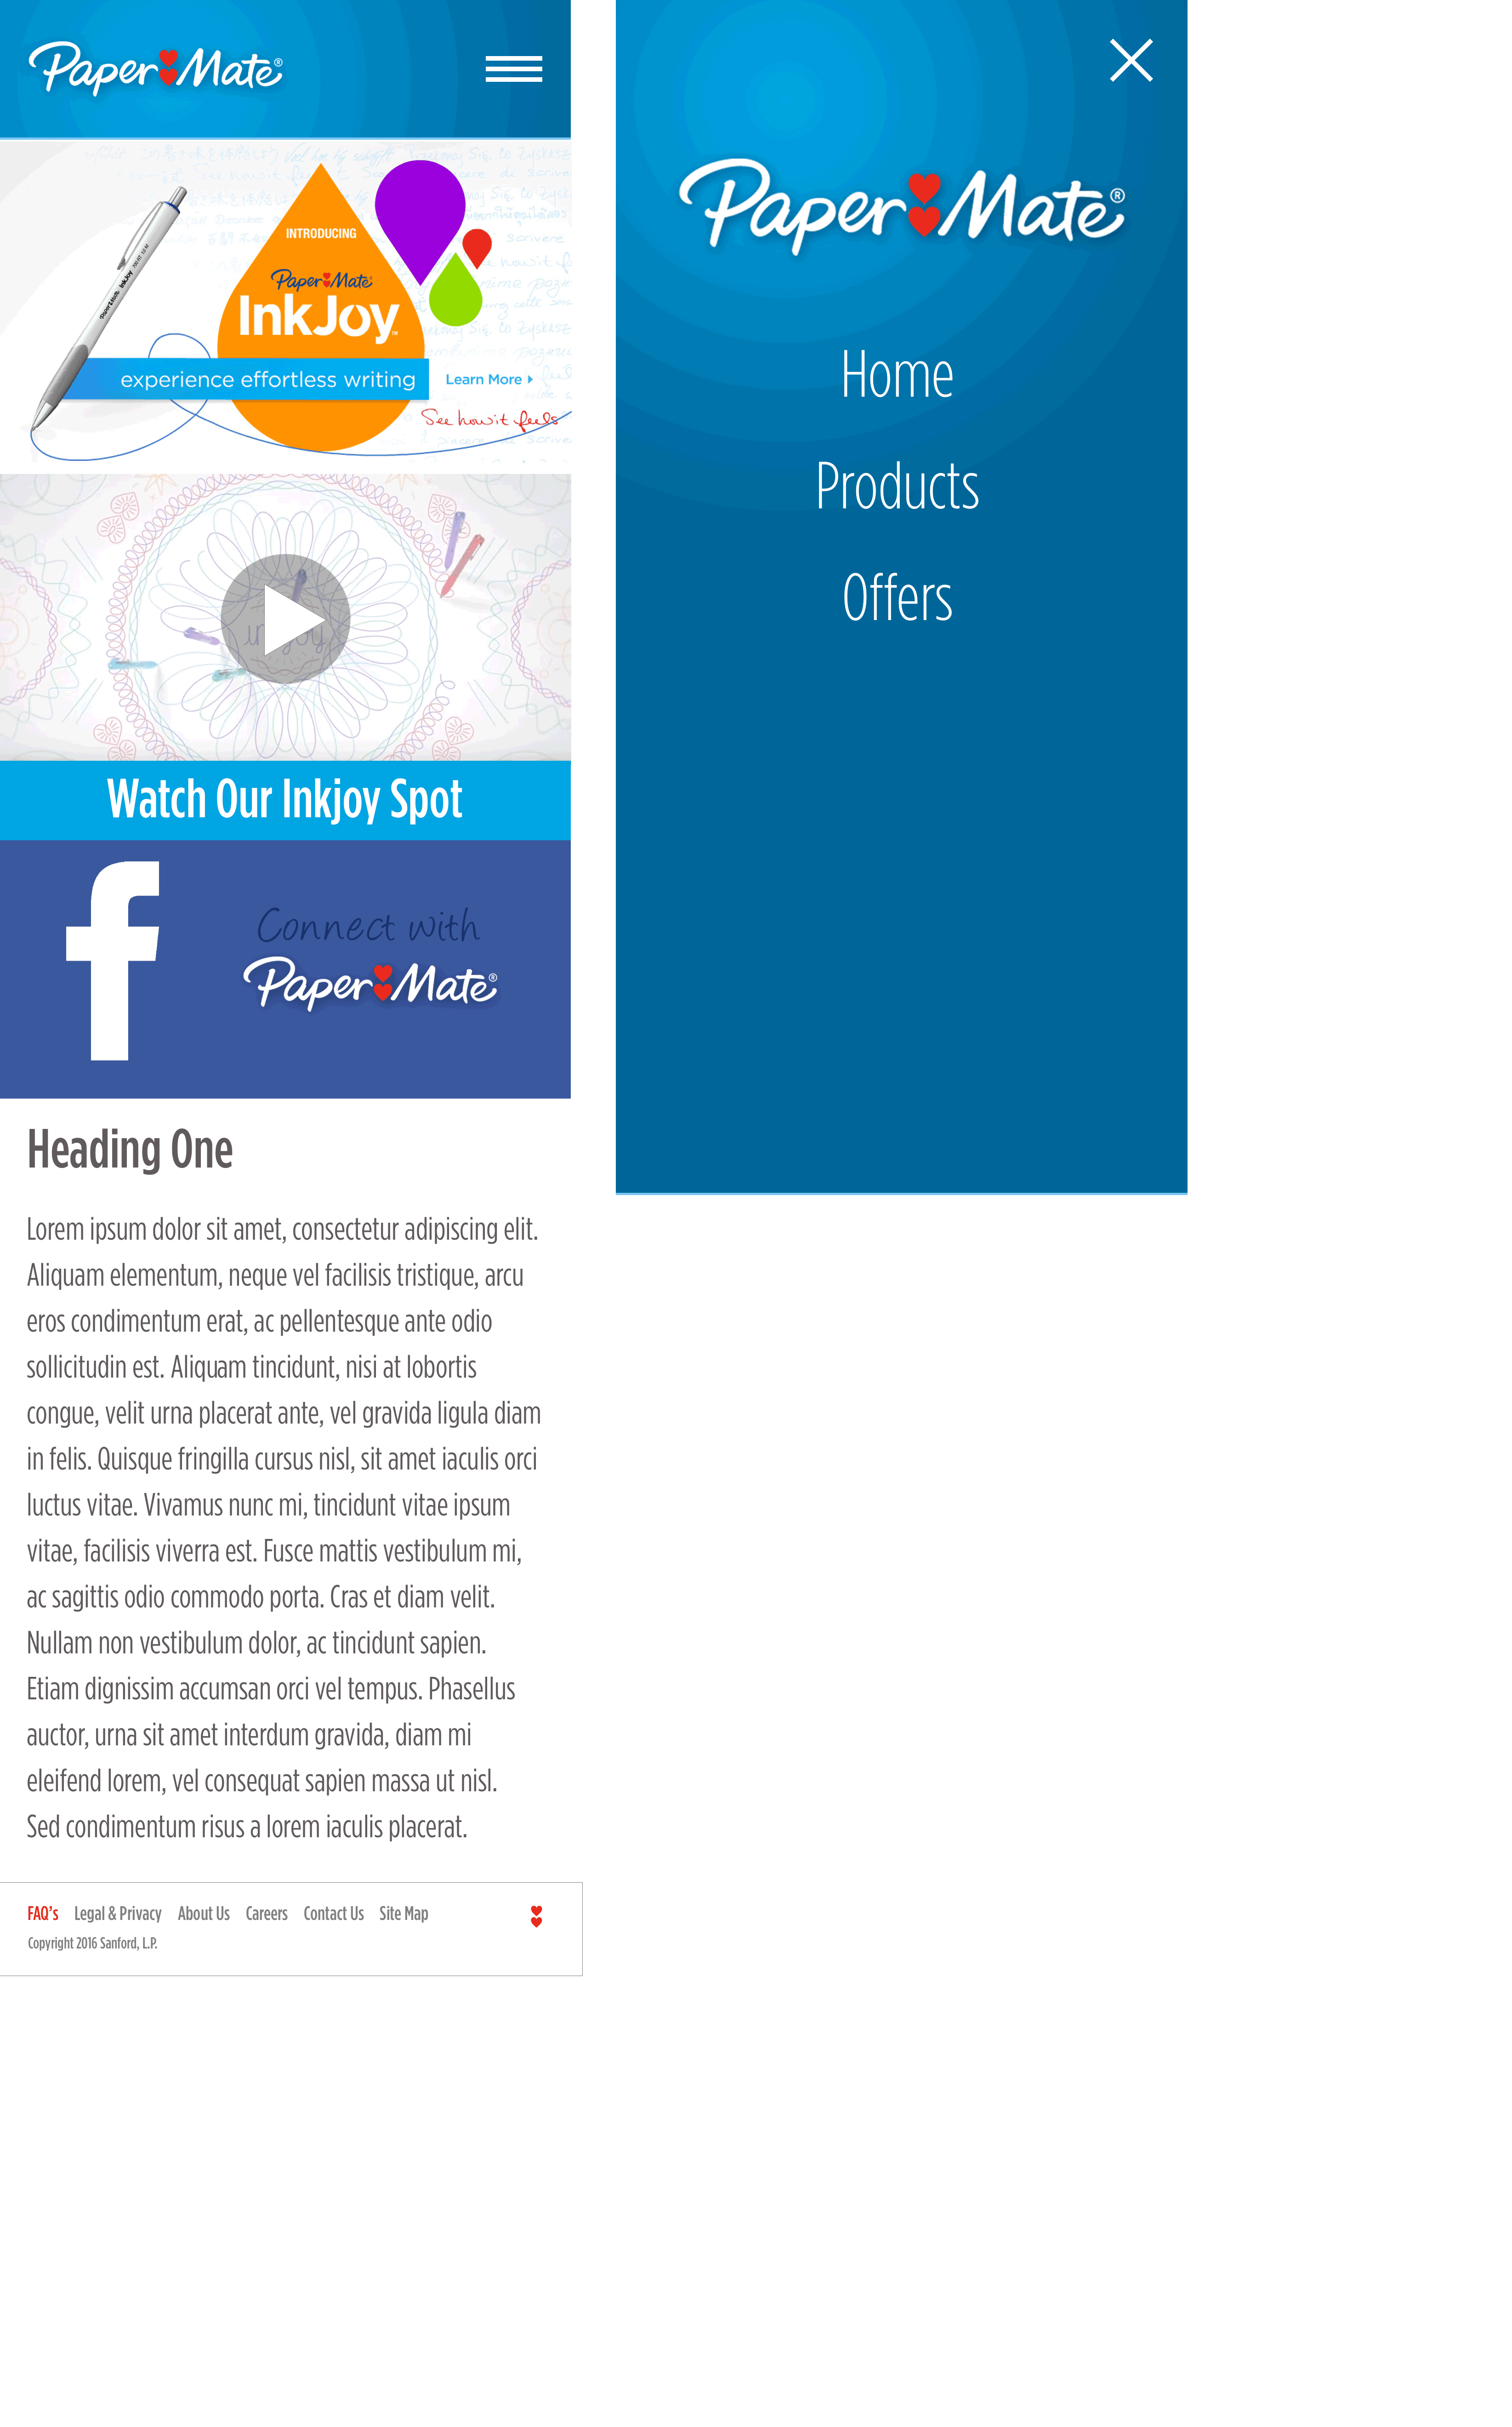 Paper Mate®
INTRODUCING
Paper Mate
InkJoy™
experience effortless writing
Learn More
See how it feels
inkjoy
Watch Our Inkjoy Spot
Connect with
Paper Mate®
Heading One
Lorem ipsum dolor sit amet, consectetur adipiscing elit.
Aliquam elementum, neque vel facilisis tristique, arcu
eros condimentum erat, ac pellentesque ante odio
sollicitudin est. Aliquam tincidunt, nisi at lobortis
congue, velit urna placerat ante, vel gravida ligula diam
in felis. Quisque fringilla cursus nisl, sit amet iaculis orci
luctus vitae. Vivamus nunc mi, tincidunt vitae ipsum
vitae, facilisis viverra est. Fusce mattis vestibulum mi,
ac sagittis odio commodo porta. Cras et diam velit.
Nullam non vestibulum dolor, ac tincidunt sapien.
Etiam dignissim accumsan orci vel tempus. Phasellus
auctor, urna sit amet interdum gravida, diam mi
eleifend lorem, vel consequat sapien massa ut nisl.
Sed condimentum risus a lorem iaculis placerat.
FAQ's Legal & Privacy About Us Careers Contact Us Site Map
Copyright 2016 Sanford, L.P.
Paper Mate®
Home
Products
Offers